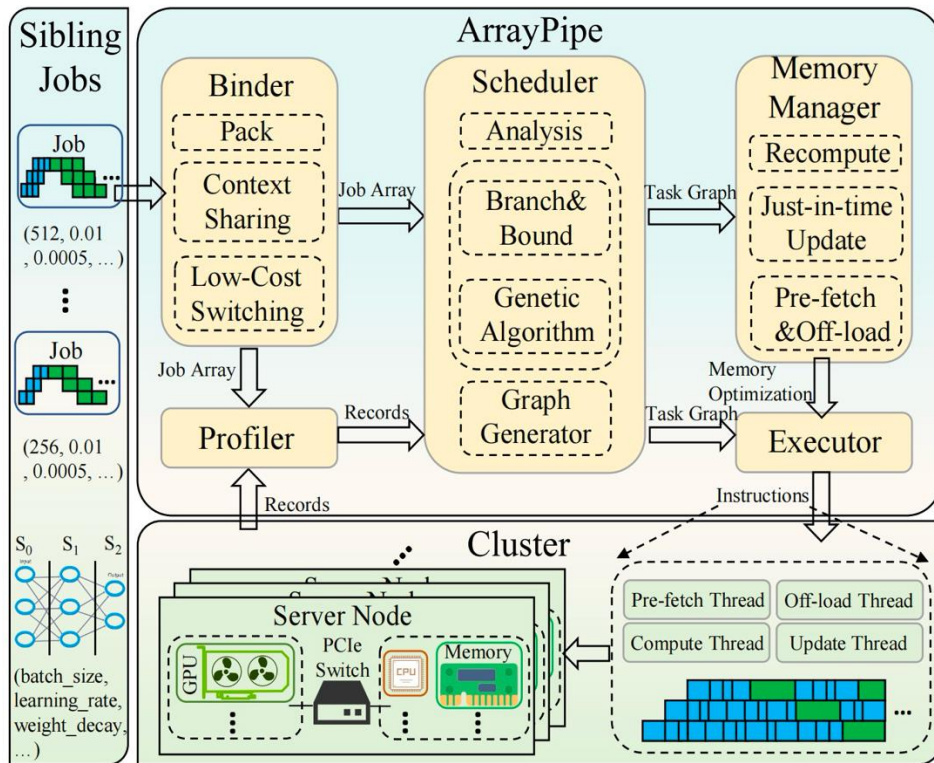 Sibling
Jobs
Job
(512, 0.01
, 0.0005, ...)
Job
(256, 0.01
, 0.0005, ...)
S0 S1 S2
Input
Output
(batch_size,
learning_rate,
weight_decay,
...)
ArrayPipe
Binder
Pack
Context
Sharing
Low-Cost
Switching
Job Array
Job Array
Profiler
Records
Records
Scheduler
Analysis
Branch&
Bound
Genetic
Algorithm
Graph
Generator
Task Graph
Task Graph
Memory
Manager
Recompute
Just-in-time
Update
Pre-fetch
&Off-load
Memory
Optimization
Executor
Instructions
Cluster
Server Node
GPU
PCIe
Switch
CPU
Memory
Pre-fetch Thread
Off-load Thread
Compute Thread
Update Thread